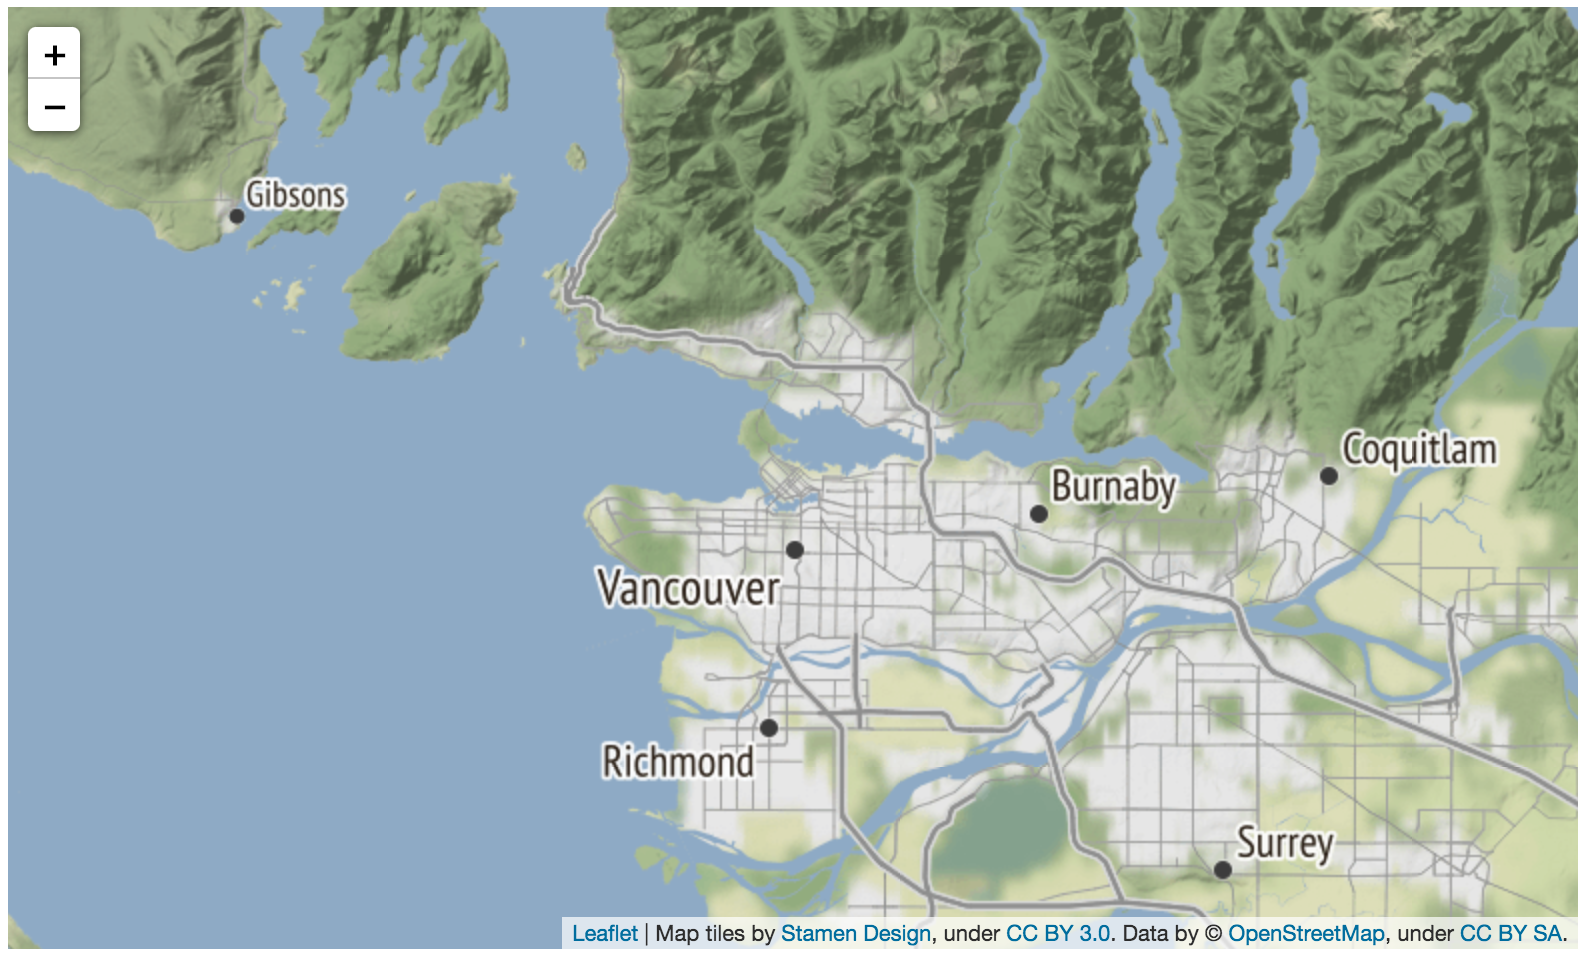 +
−
Gibsons
Coquitlam
Burnaby
Vancouver
Richmond
Surrey
Leaflet | Map tiles by Stamen Design, under CC BY 3.0. Data by © OpenStreetMap, under CC BY SA.